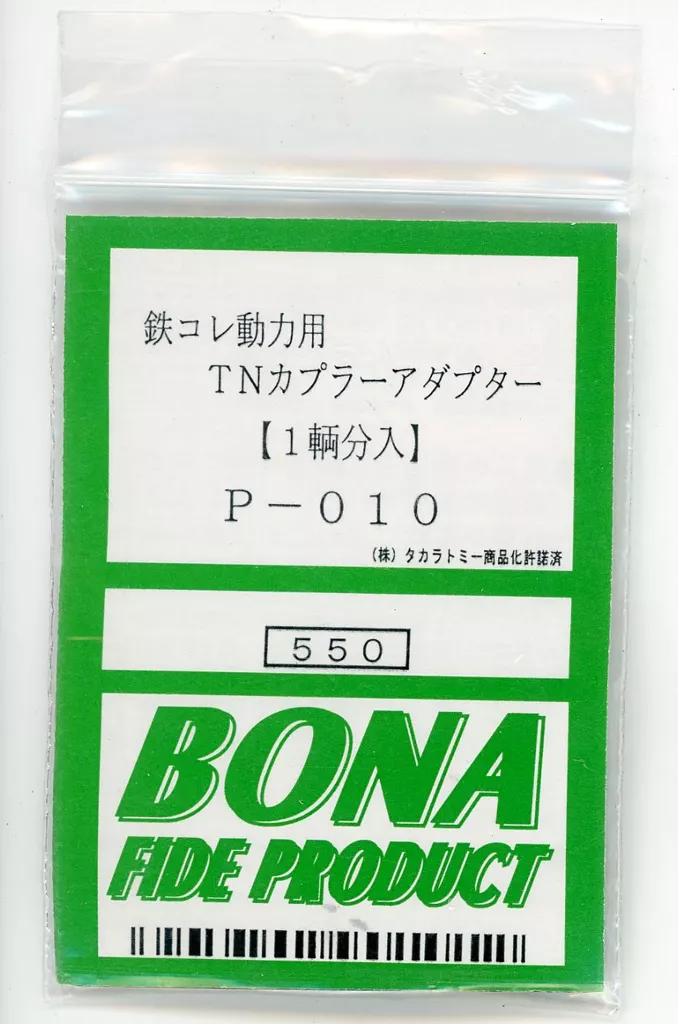 鉄コレ動力用
TNカプラーアダプター
【1輌分入】
P－010
（株）タカラトミー商品化許諾済
550
BONA
FIDE PRODUCT